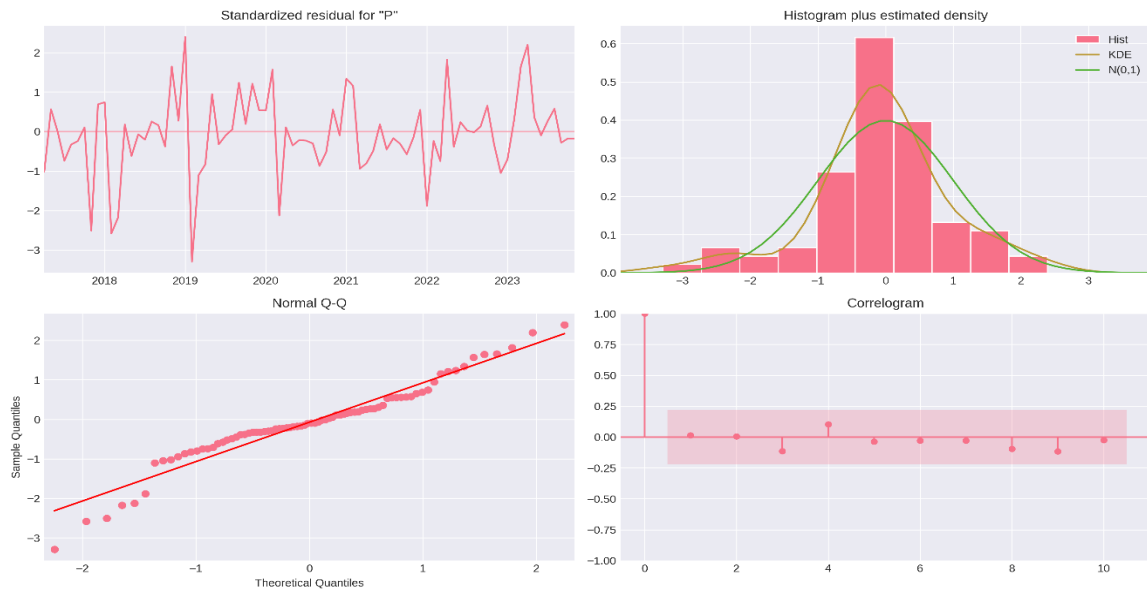 Standardized residual for "P"
2
1
0
−1
−2
−3
2018 2019 2020 2021 2022 2023
Histogram plus estimated density
Hist
KDE
N(0,1)
0.6
0.5
0.4
0.3
0.2
0.1
0.0
−3 −2 −1 0 1 2 3
Normal Q-Q
Sample Quantiles
2
1
0
−1
−2
−3
−2 −1 0 1 2
Theoretical Quantiles
Correlogram
1.00
0.75
0.50
0.25
0.00
−0.25
−0.50
−0.75
−1.00
0 2 4 6 8 10